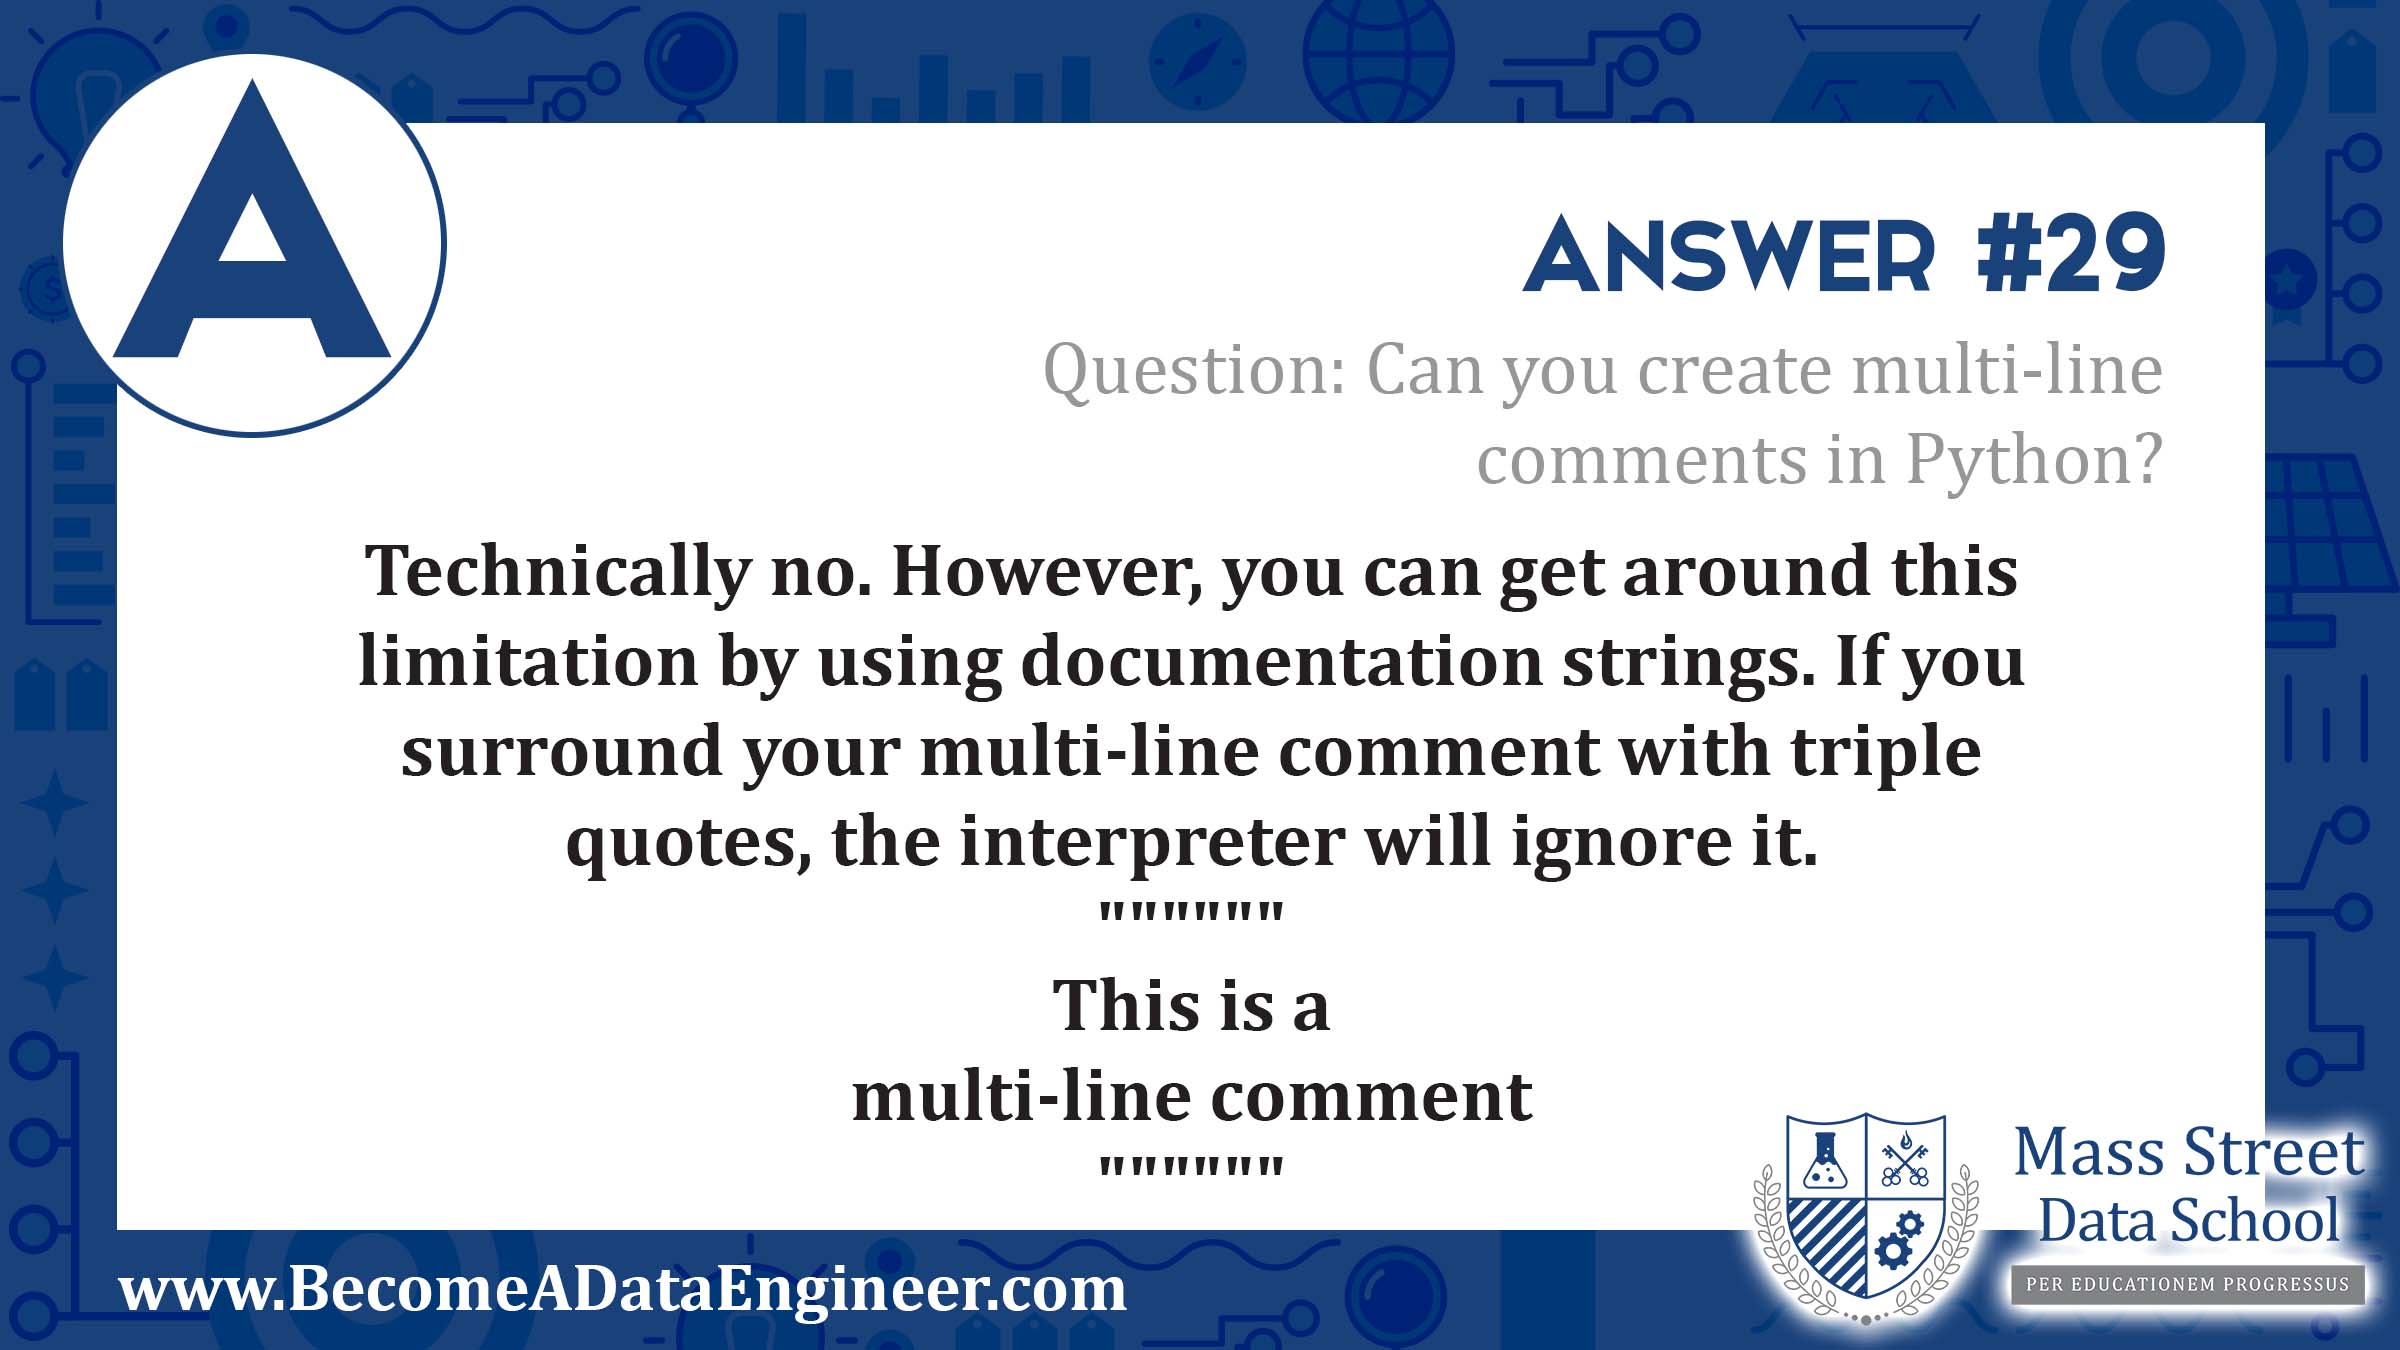 A
ANSWER #29
Question: Can you create multi-line
comments in Python?
Technically no. However, you can get around this
limitation by using documentation strings. If you
surround your multi-line comment with triple
quotes, the interpreter will ignore it.
""""""
This is a
multi-line comment
""""""
Mass Street
Data School
PER EDUCATIONEM PROGRESSUS
www.BecomeADataEngineer.com